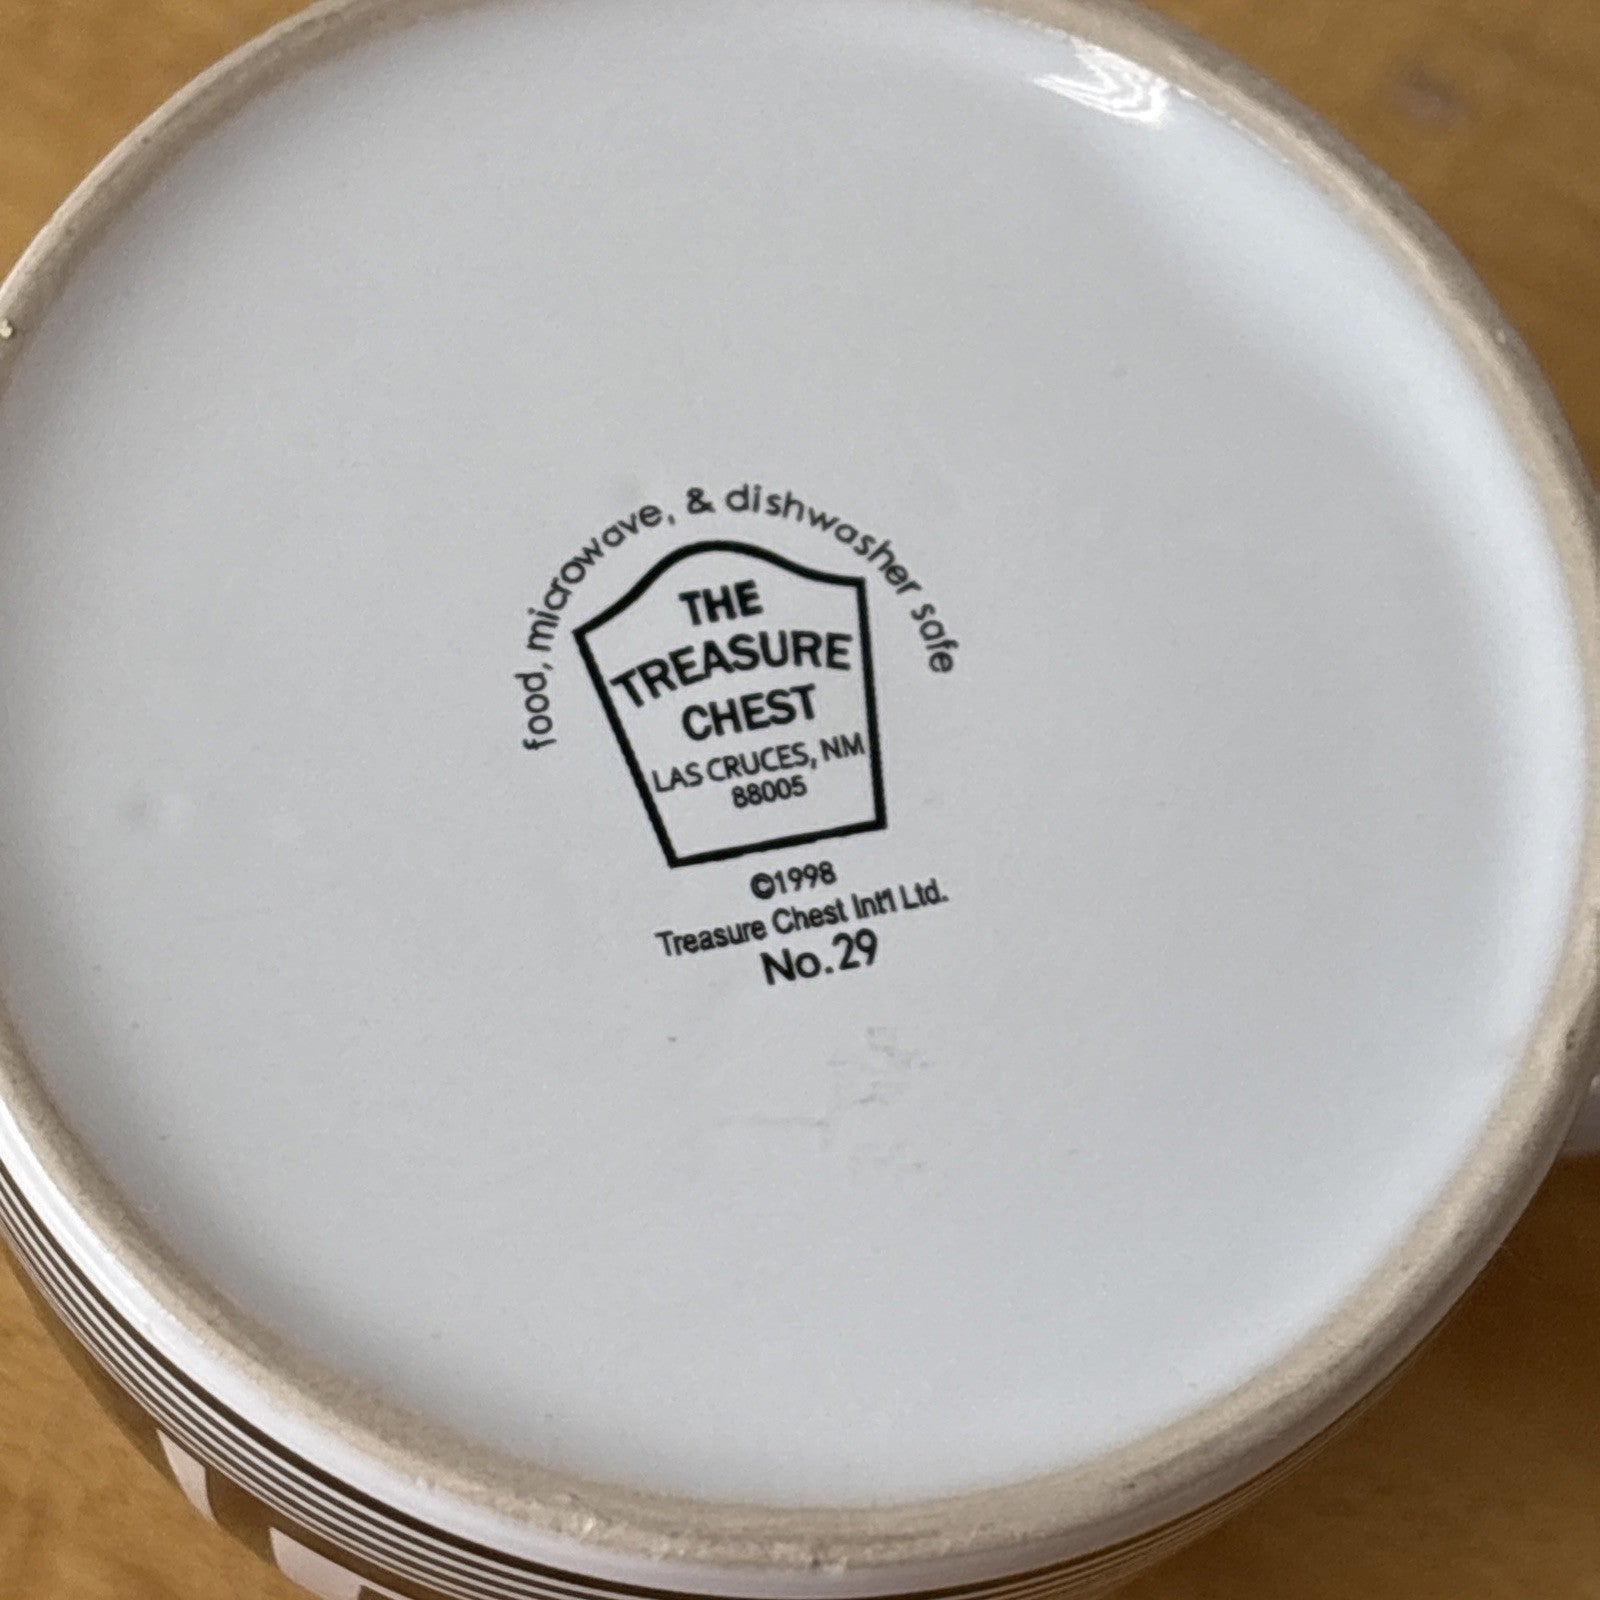 food, microwave, & dishwasher safe
THE
TREASURE
CHEST
LAS CRUCES, NM
88005
©1998
Treasure Chest Int'l Ltd.
No.29